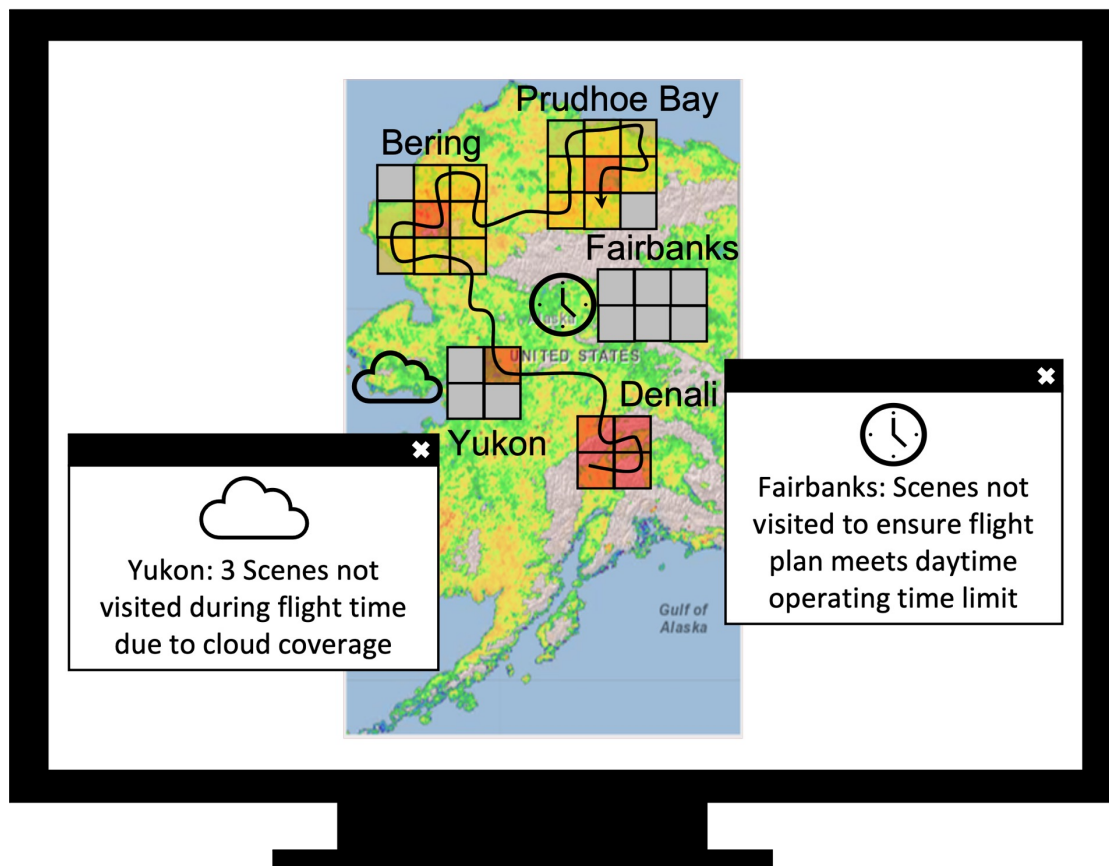 Prudhoe Bay
Bering
Fairbanks
Alaska
UNITED STATES
Denali
Yukon
Yukon: 3 Scenes not
visited during flight time
due to cloud coverage
Fairbanks: Scenes not
visited to ensure flight
plan meets daytime
operating time limit
Gulf of
Alaska